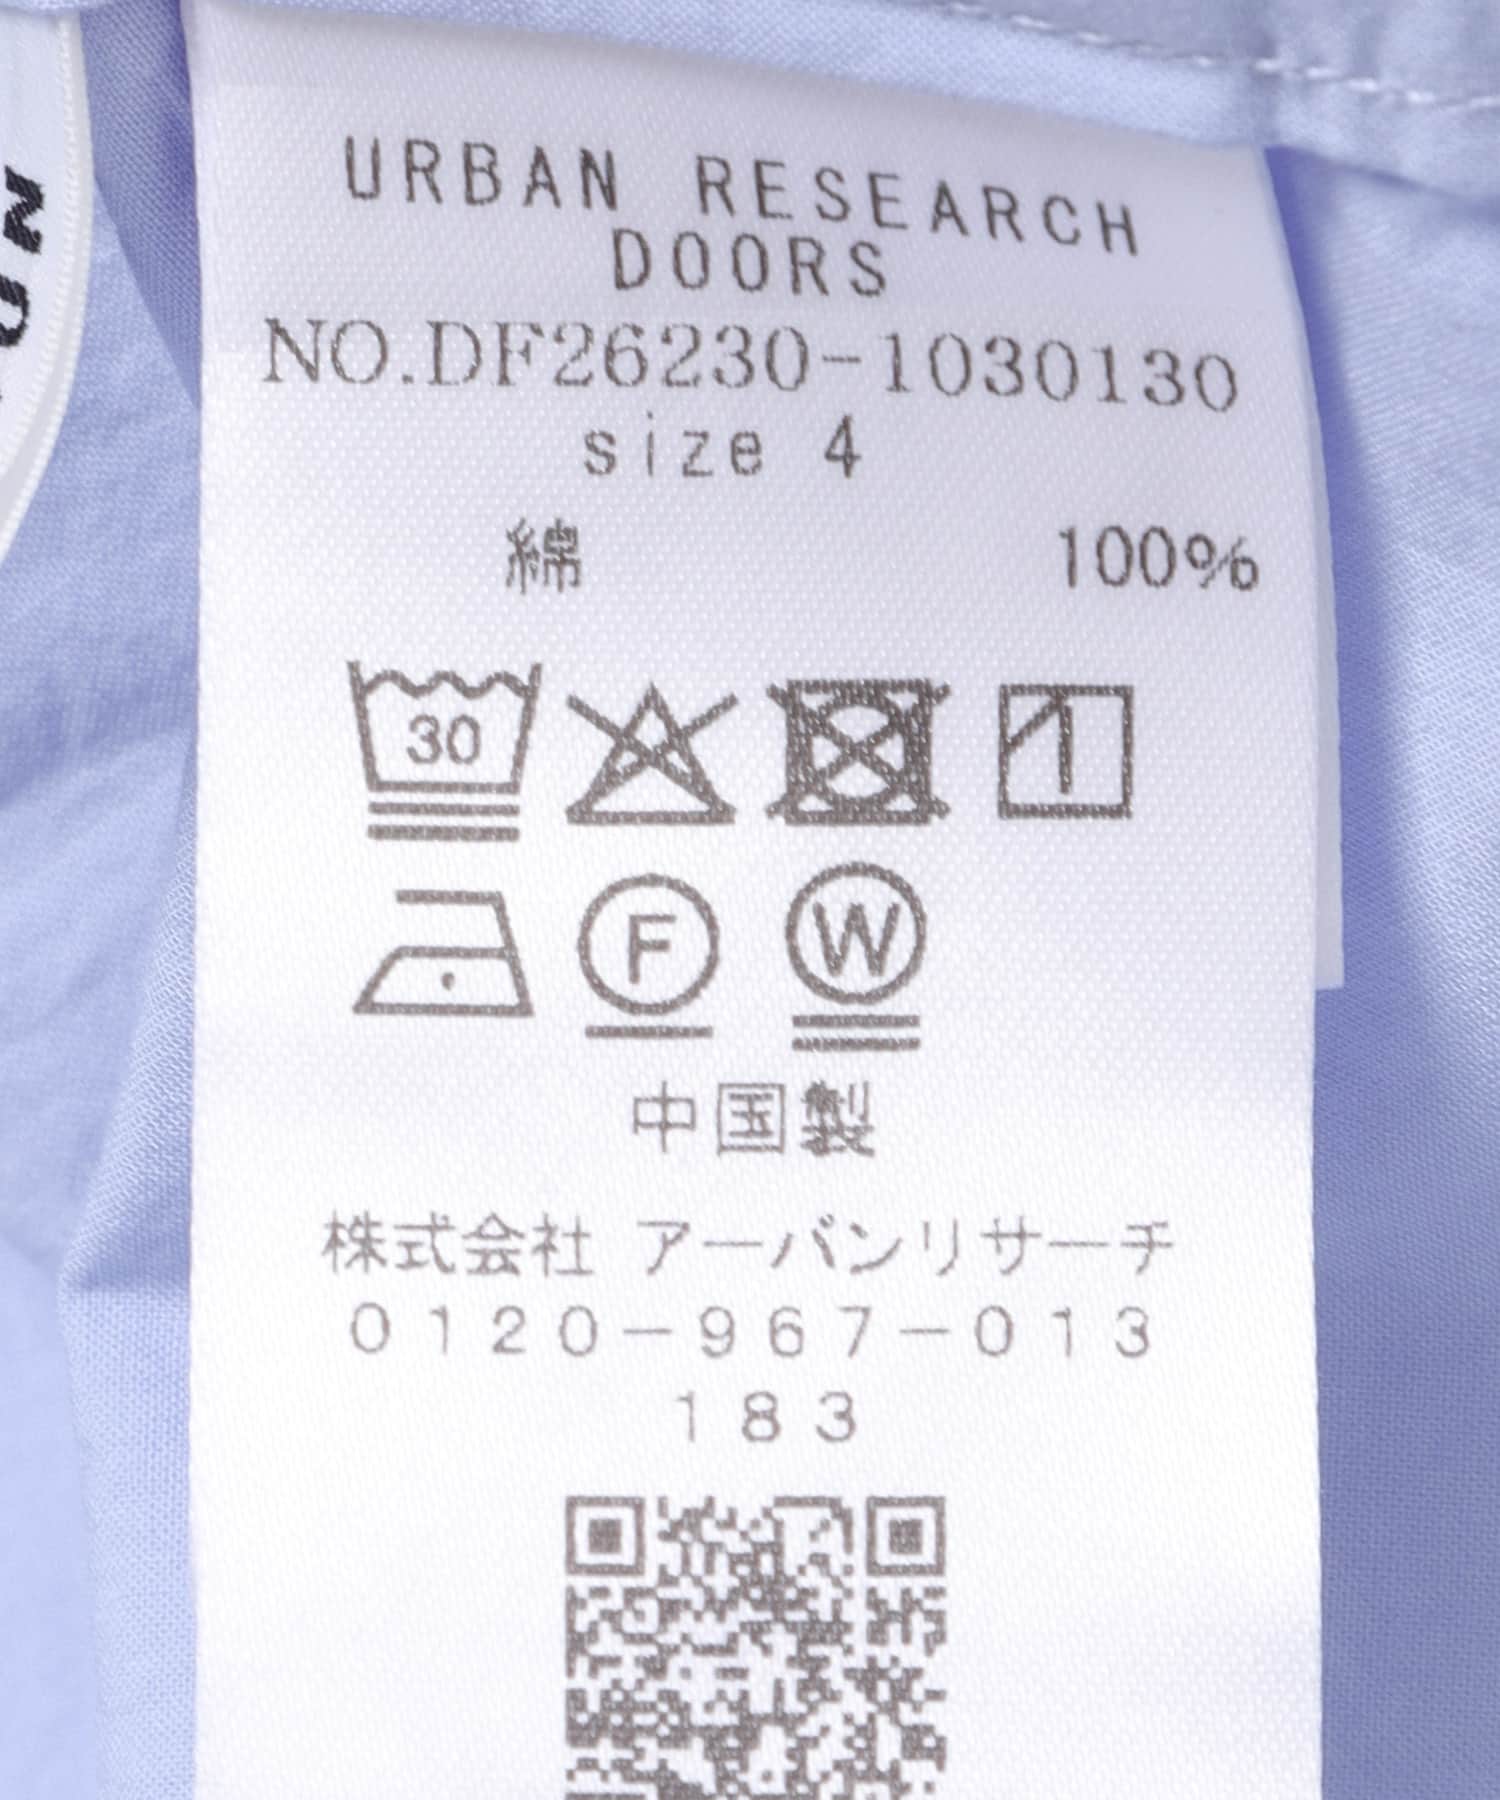 URBAN RESEARCH
DOORS
NO.DF26230-1030130
size 4
綿 100%
30
F W
中国製
株式会社 アーバンリサーチ
0120-967-013
183